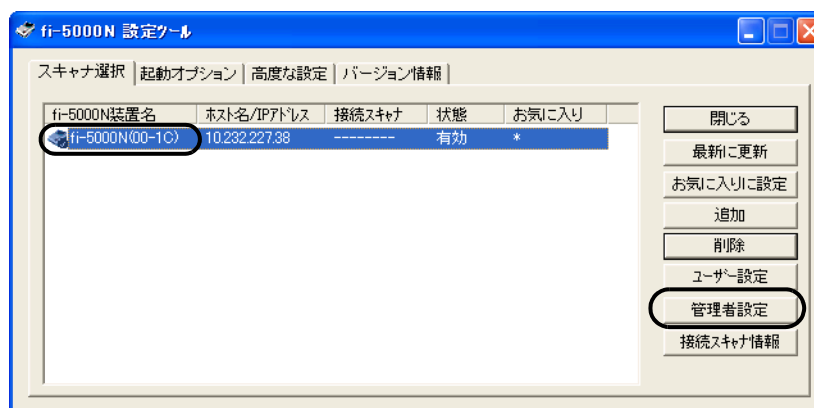 fi-5000N 設定ツール
スキャナ選択 起動オプション 高度な設定 バージョン情報
fi-5000N装置名 ホスト名/IPアドレス 接続スキャナ 状態 お気に入り
fi-5000N(00-1C) 10.232.227.38 -------- 有効 *
閉じる
最新に更新
お気に入りに設定
追加
削除
ユーザー設定
管理者設定
接続スキャナ情報